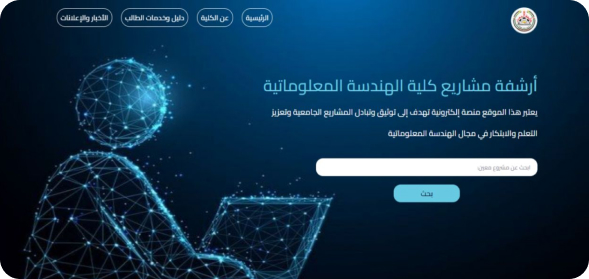 الرئيسية
عن الكلية
دليل وخدمات الطالب
الأخبار والإعلانات
أرشفة مشاريع كلية الهندسة المعلوماتية
يعتبر هذا الموقع منصة إلكترونية تهدف إلى توثيق وتبادل المشاريع الجامعية وتعزيز
التعلم والابتكار في مجال الهندسة المعلوماتية
ابحث عن مشروع معين
بحث